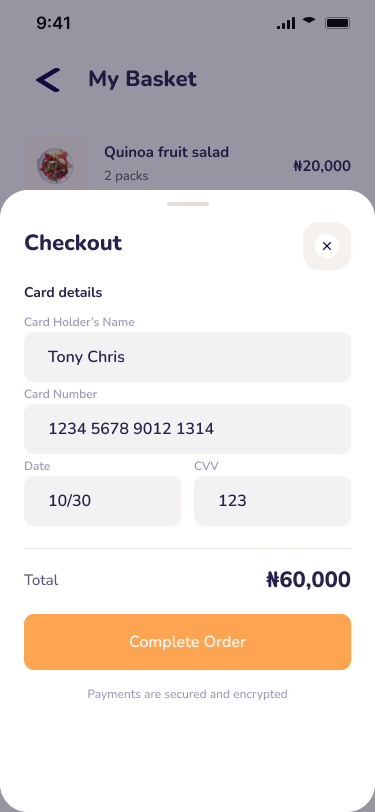 9:41
My Basket
Quinoa fruit salad
2 packs
₦20,000
Checkout
Card details
Card Holder’s Name
Tony Chris
Card Number
1234 5678 9012 1314
Date
CVV
10/30
123
Total
₦60,000
Complete Order
Payments are secured and encrypted